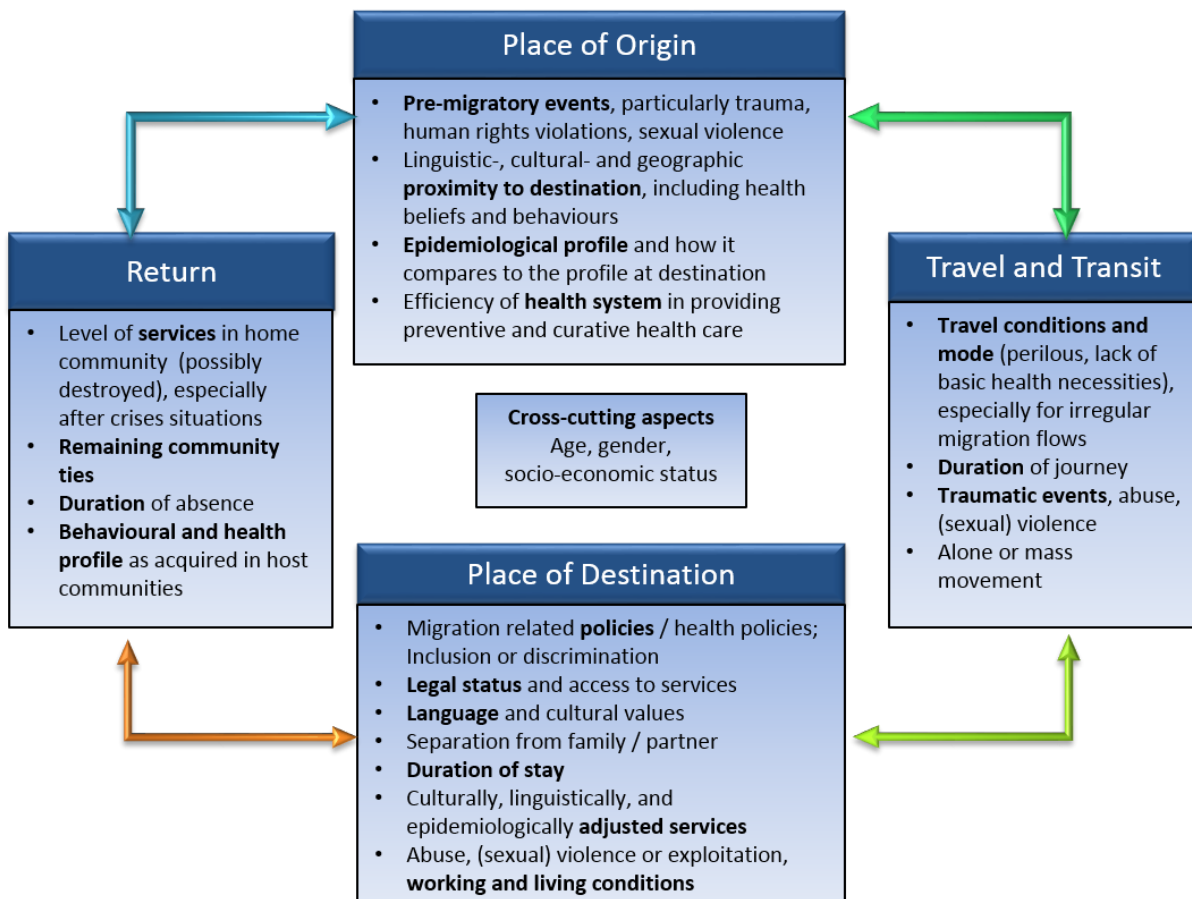 Place of Origin
• Pre-migratory events, particularly trauma,
human rights violations, sexual violence
• Linguistic-, cultural- and geographic
proximity to destination, including health
beliefs and behaviours
• Epidemiological profile and how it
compares to the profile at destination
• Efficiency of health system in providing
preventive and curative health care
Return
• Level of services in home
community (possibly
destroyed), especially
after crises situations
• Remaining community
ties
• Duration of absence
• Behavioural and health
profile as acquired in host
communities
Cross-cutting aspects
Age, gender,
socio-economic status
Travel and Transit
• Travel conditions and
mode (perilous, lack of
basic health necessities),
especially for irregular
migration flows
• Duration of journey
• Traumatic events, abuse,
(sexual) violence
• Alone or mass
movement
Place of Destination
• Migration related policies / health policies;
Inclusion or discrimination
• Legal status and access to services
• Language and cultural values
• Separation from family / partner
• Duration of stay
• Culturally, linguistically, and
epidemiologically adjusted services
• Abuse, (sexual) violence or exploitation,
working and living conditions